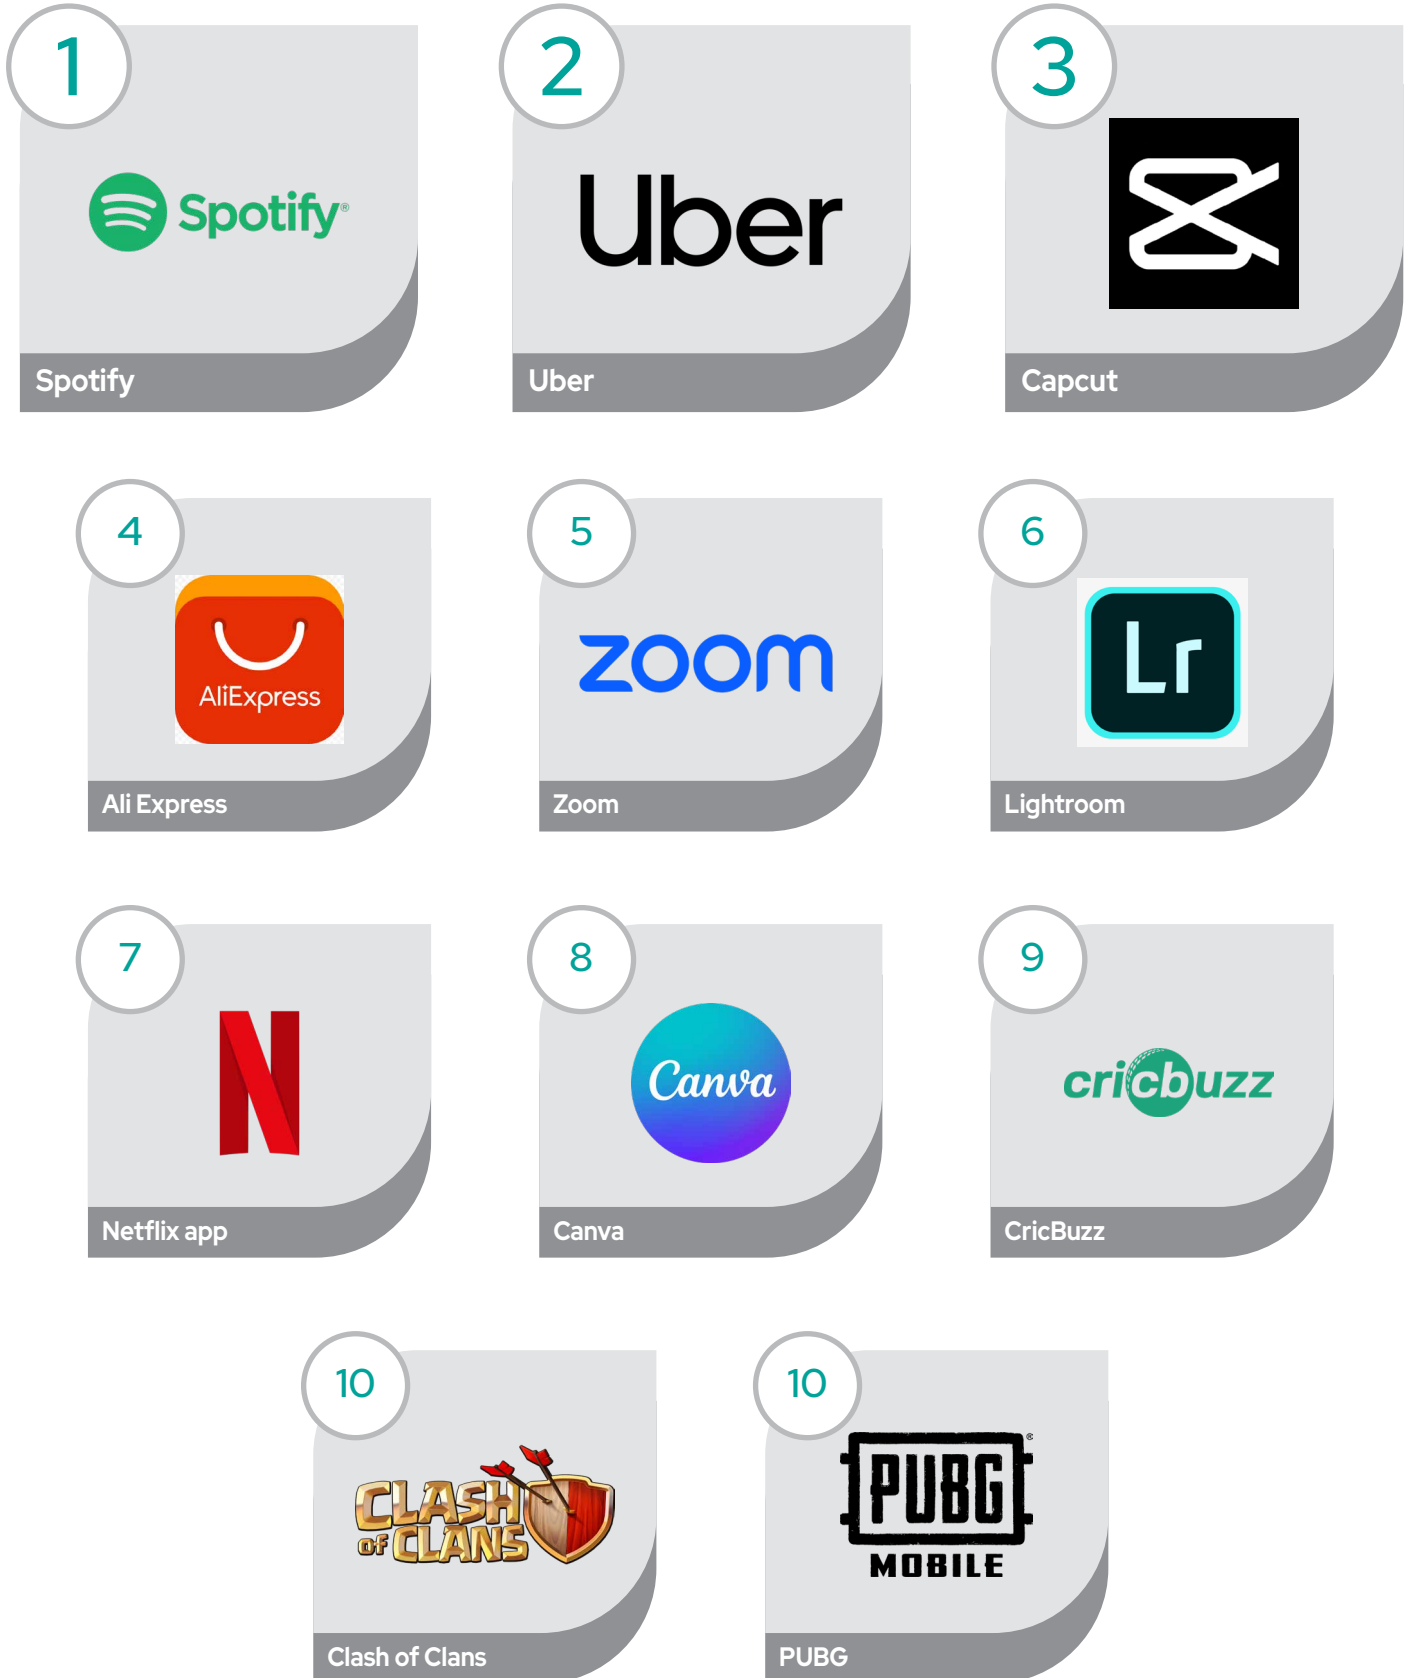 1
Spotify®
Spotify
2
Uber
Uber
3
Capcut
4
AliExpress
Ali Express
5
zoom
Zoom
6
Lr
Lightroom
7
N
Netflix app
8
Canva
Canva
9
cricbuzz
CricBuzz
10
CLASH
OF CLANS
Clash of Clans
10
PUBG®
MOBILE
PUBG